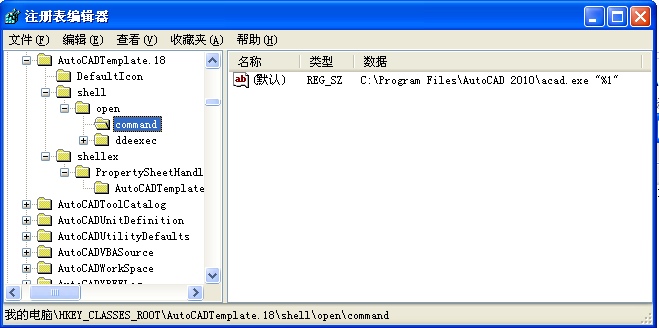 注册表编辑器
文件(F) 编辑(E) 查看(V) 收藏夹(A) 帮助(H)
AutoCADTemplate.18
DefaultIcon
shell
open
command
ddeexec
shellex
PropertySheetHandl
AutoCADTemplate
AutoCADToolCatalog
AutoCADUnitDefinition
AutoCADUtilityDefaults
AutoCADVBASource
AutoCADWorkSpace
名称 类型 数据
ab (默认) REG_SZ C:\Program Files\AutoCAD 2010\acad.exe "%1"
我的电脑\HKEY_CLASSES_ROOT\AutoCADTemplate.18\shell\open\command